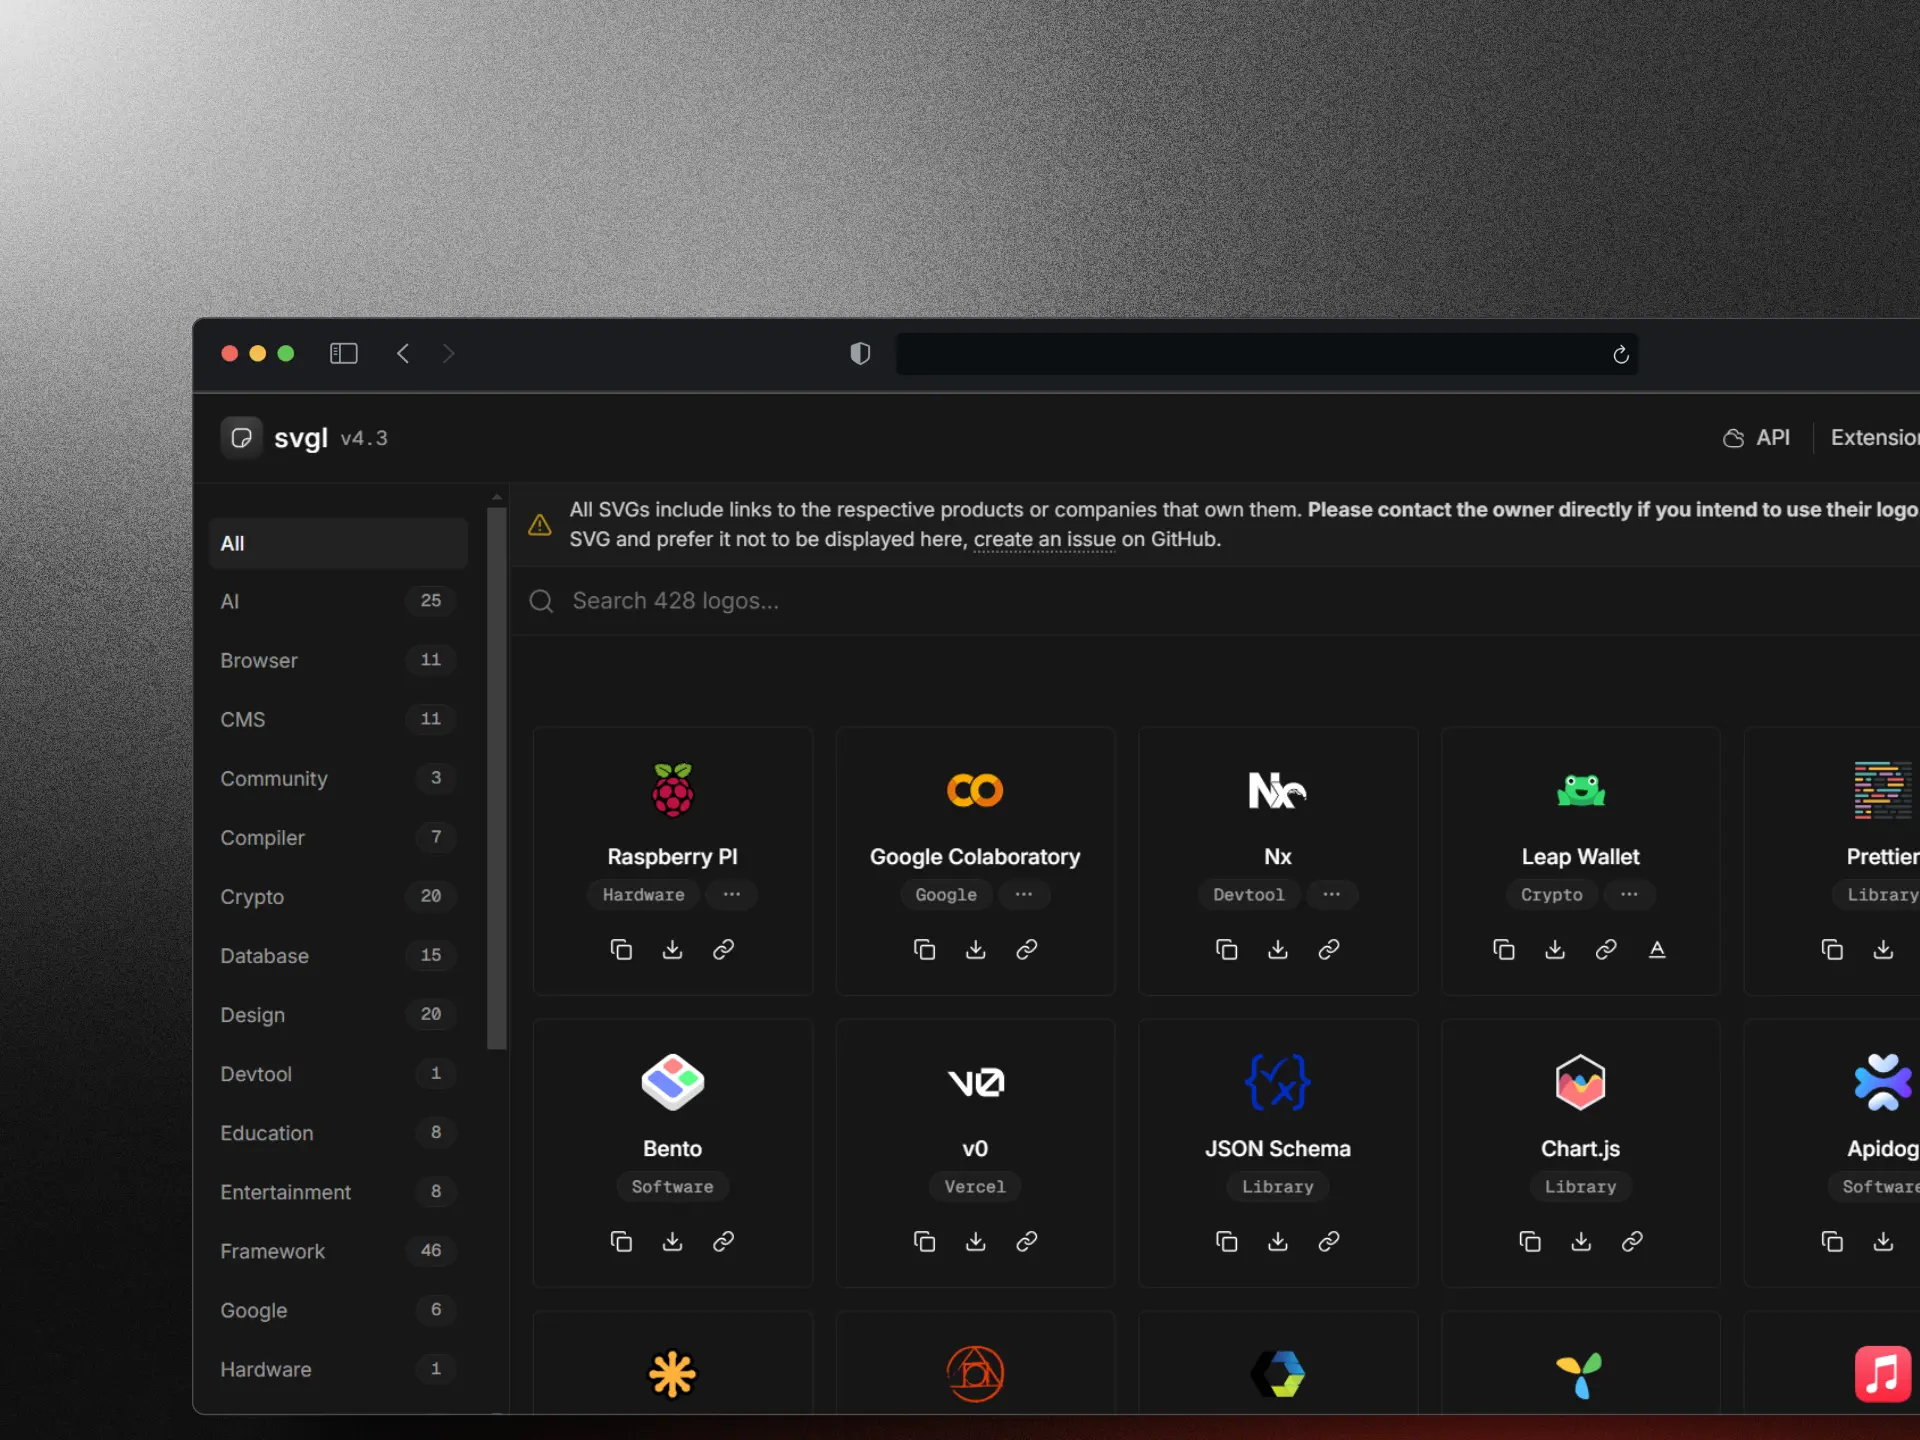 svgl v4.3
API
Extension
All SVGs include links to the respective products or companies that own them. Please contact the owner directly if you intend to use their logo
SVG and prefer it not to be displayed here, create an issue on GitHub.
Search 428 logos...
All
AI 25
Browser 11
CMS 11
Community 3
Compiler 7
Crypto 20
Database 15
Design 20
Devtool 1
Education 8
Entertainment 8
Framework 46
Google 6
Hardware 1
Nx
Raspberry PI
Google Colaboratory
Nx
Leap Wallet
Prettier
Hardware ...
Google ...
Devtool ...
Crypto ...
Library
v0
Bento
v0
JSON Schema
Chart.js
Apidog
Software
Vercel
Library
Library
Software